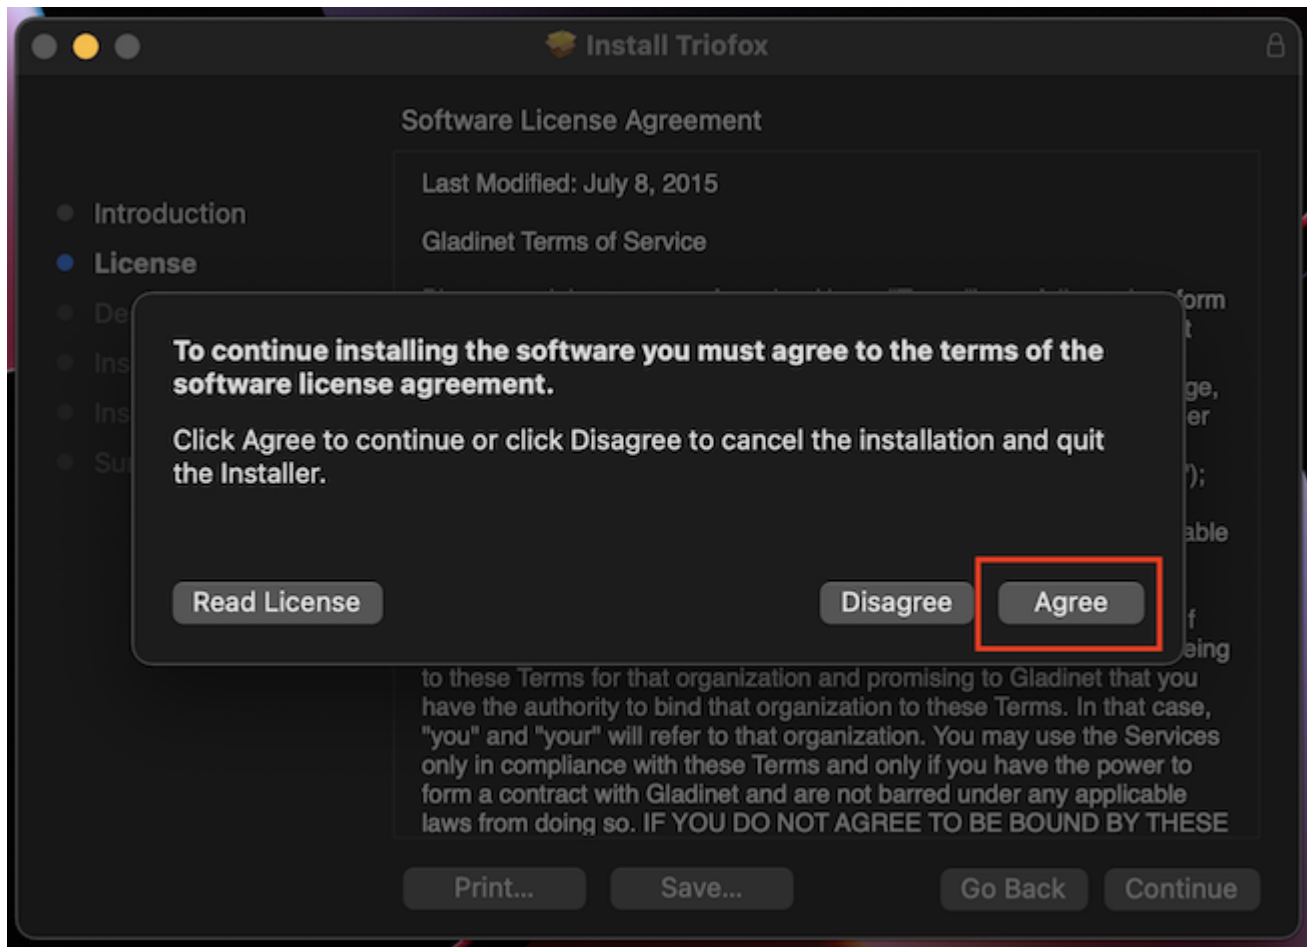 Install Triofox
Software License Agreement
Last Modified: July 8, 2015
Gladinet Terms of Service
Introduction
License
form
ge,
er
");
able
To continue installing the software you must agree to the terms of the
software license agreement.
Click Agree to continue or click Disagree to cancel the installation and quit
the Installer.
Read License
Disagree
Agree
f
eing
to these Terms for that organization and promising to Gladinet that you
have the authority to bind that organization to these Terms. In that case,
"you" and "your" will refer to that organization. You may use the Services
only in compliance with these Terms and only if you have the power to
form a contract with Gladinet and are not barred under any applicable
laws from doing so. IF YOU DO NOT AGREE TO BE BOUND BY THESE
Print...
Save...
Go Back
Continue